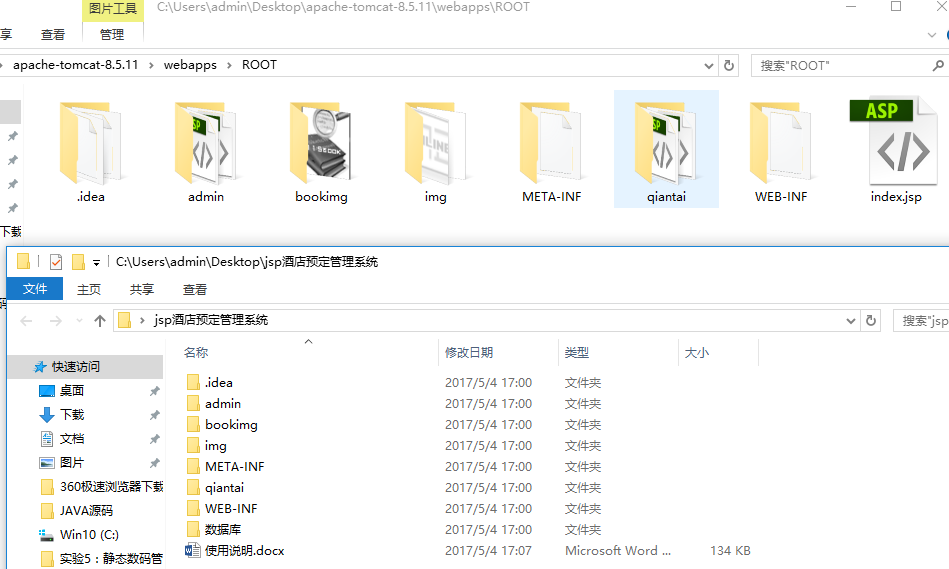 图片工具 C:\Users\admin\Desktop\apache-tomcat-8.5.11\webapps\ROOT
享 查看 管理
apache-tomcat-8.5.11 webapps ROOT 搜索"ROOT"
ASP
.idea admin bookimg img META-INF qiantai WEB-INF index.jsp
下载
C:\Users\admin\Desktop\jsp酒店预定管理系统
文件 主页 共享 查看
码
jsp酒店预定管理系统 搜索"jsp
名称 修改日期 类型 大小
快速访问
桌面
下载
文档
图片
360极速浏览器下载
JAVA源码
Win10 (C:)
实验5：静态数码管
.idea 2017/5/4 17:00 文件夹
admin 2017/5/4 17:00 文件夹
bookimg 2017/5/4 17:00 文件夹
img 2017/5/4 17:00 文件夹
META-INF 2017/5/4 17:00 文件夹
qiantai 2017/5/4 17:00 文件夹
WEB-INF 2017/5/4 17:00 文件夹
数据库 2017/5/4 17:00 文件夹
使用说明.docx 2017/5/4 17:07 Microsoft Word ... 134 KB